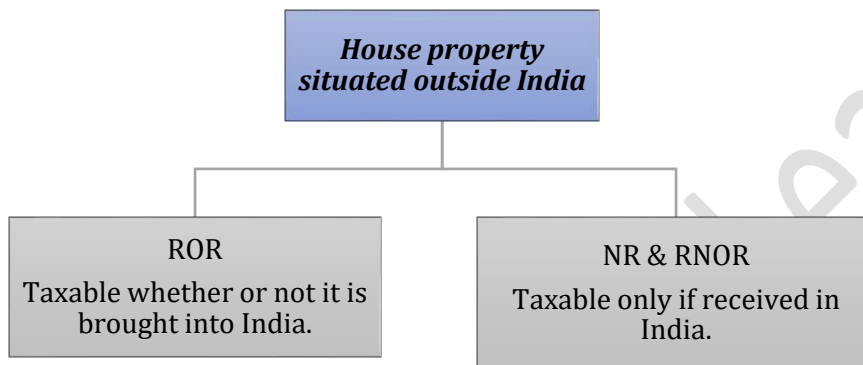 House property
situated outside India
ROR
Taxable whether or not it is
brought into India.
NR & RNOR
Taxable only if received in
India.